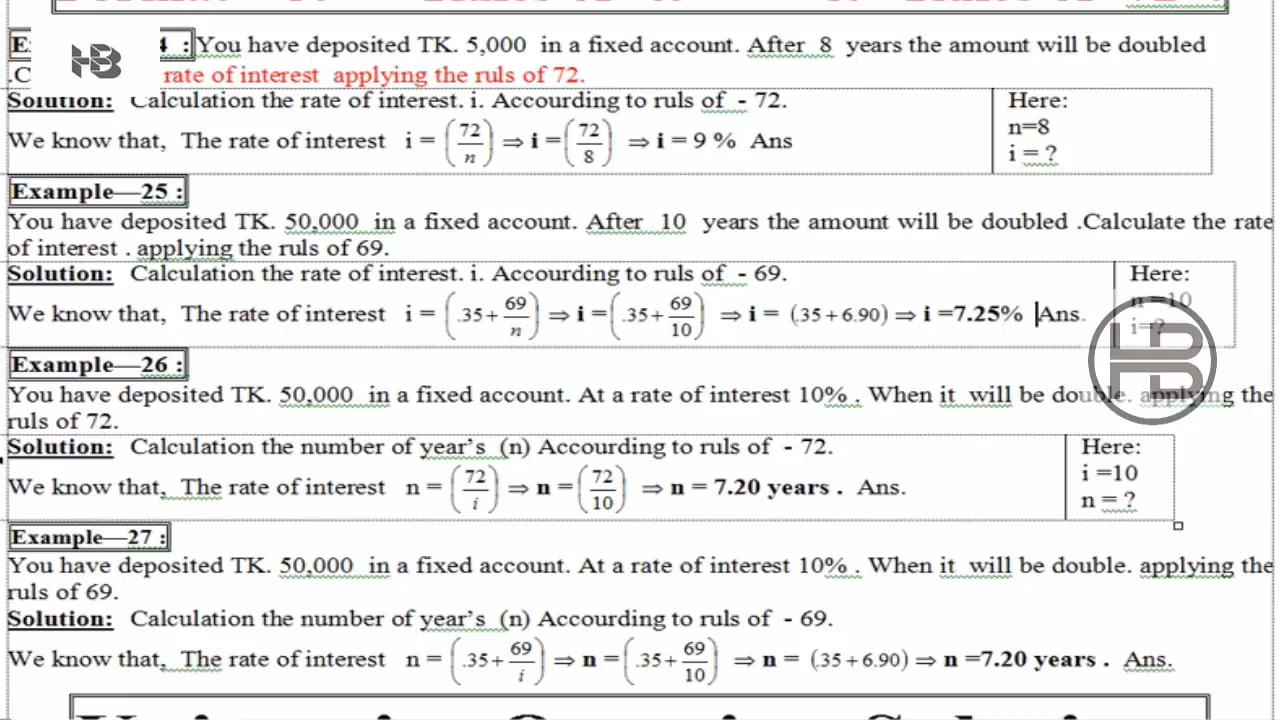 4 : You have deposited TK. 5,000 in a fixed account. After 8 years the amount will be doubled
rate of interest applying the ruls of 72.
Solution: Calculation the rate of interest. i. Accourding to ruls of - 72.
Here:
We know that, The rate of interest i = (72/n) ⇒ i = (72/8) ⇒ i = 9 % Ans
n=8
i = ?
Example—25 :
You have deposited TK. 50,000 in a fixed account. After 10 years the amount will be doubled .Calculate the rate
of interest . applying the ruls of 69.
Solution: Calculation the rate of interest. i. Accourding to ruls of - 69.
Here:
We know that, The rate of interest i = (.35+69/n) ⇒ i = (.35+69/10) ⇒ i = (.35+6.90) ⇒ i =7.25% Ans.
n =10
i=?
Example—26 :
You have deposited TK. 50,000 in a fixed account. At a rate of interest 10% . When it will be double. applying the
ruls of 72.
Solution: Calculation the number of year's (n) Accourding to ruls of - 72.
Here:
We know that, The rate of interest n = (72/i) ⇒ n = (72/10) ⇒ n = 7.20 years . Ans.
i =10
n = ?
Example—27 :
You have deposited TK. 50,000 in a fixed account. At a rate of interest 10% . When it will be double. applying the
ruls of 69.
Solution: Calculation the number of year's (n) Accourding to ruls of - 69.
We know that, The rate of interest n = (.35+69/i) ⇒ n = (.35+69/10) ⇒ n = (.35+6.90) ⇒ n =7.20 years . Ans.